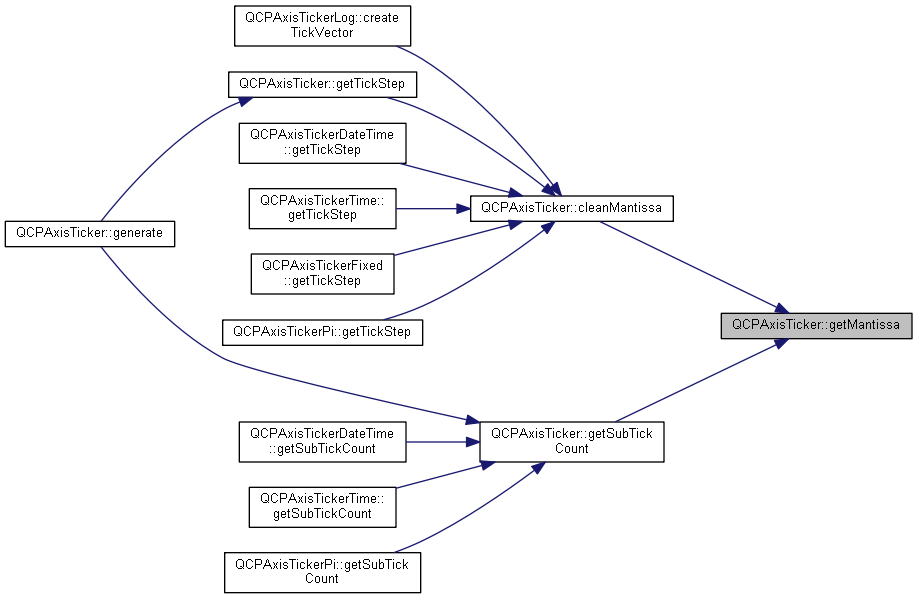 QCPAxisTickerLog::create
TickVector
QCPAxisTicker::getTickStep
QCPAxisTickerDateTime
::getTickStep
QCPAxisTicker::cleanMantissa
QCPAxisTickerTime::
getTickStep
QCPAxisTicker::generate
QCPAxisTickerFixed
::getTickStep
QCPAxisTickerPi::getTickStep
QCPAxisTicker::getMantissa
QCPAxisTickerDateTime
::getSubTickCount
QCPAxisTicker::getSubTick
Count
QCPAxisTickerTime::
getSubTickCount
QCPAxisTickerPi::getSubTick
Count